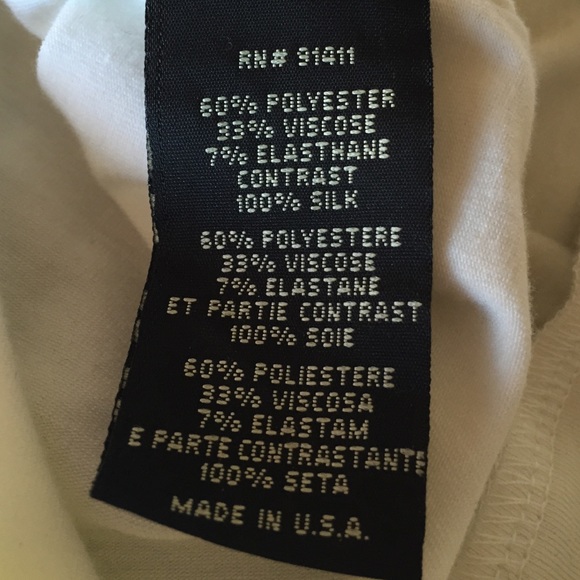 RN# 91411
60% POLYESTER
33% VISCOSE
7% ELASTHANE
CONTRAST
100% SILK
60% POLYESTERE
33% VISCOSE
7% ELASTANE
ET PARTIE CONTRAST
100% SOIE
60% POLIESTERE
33% VISCOSA
7% ELASTAM
E PARTE CONTRASTANTE
100% SETA
MADE IN U.S.A.